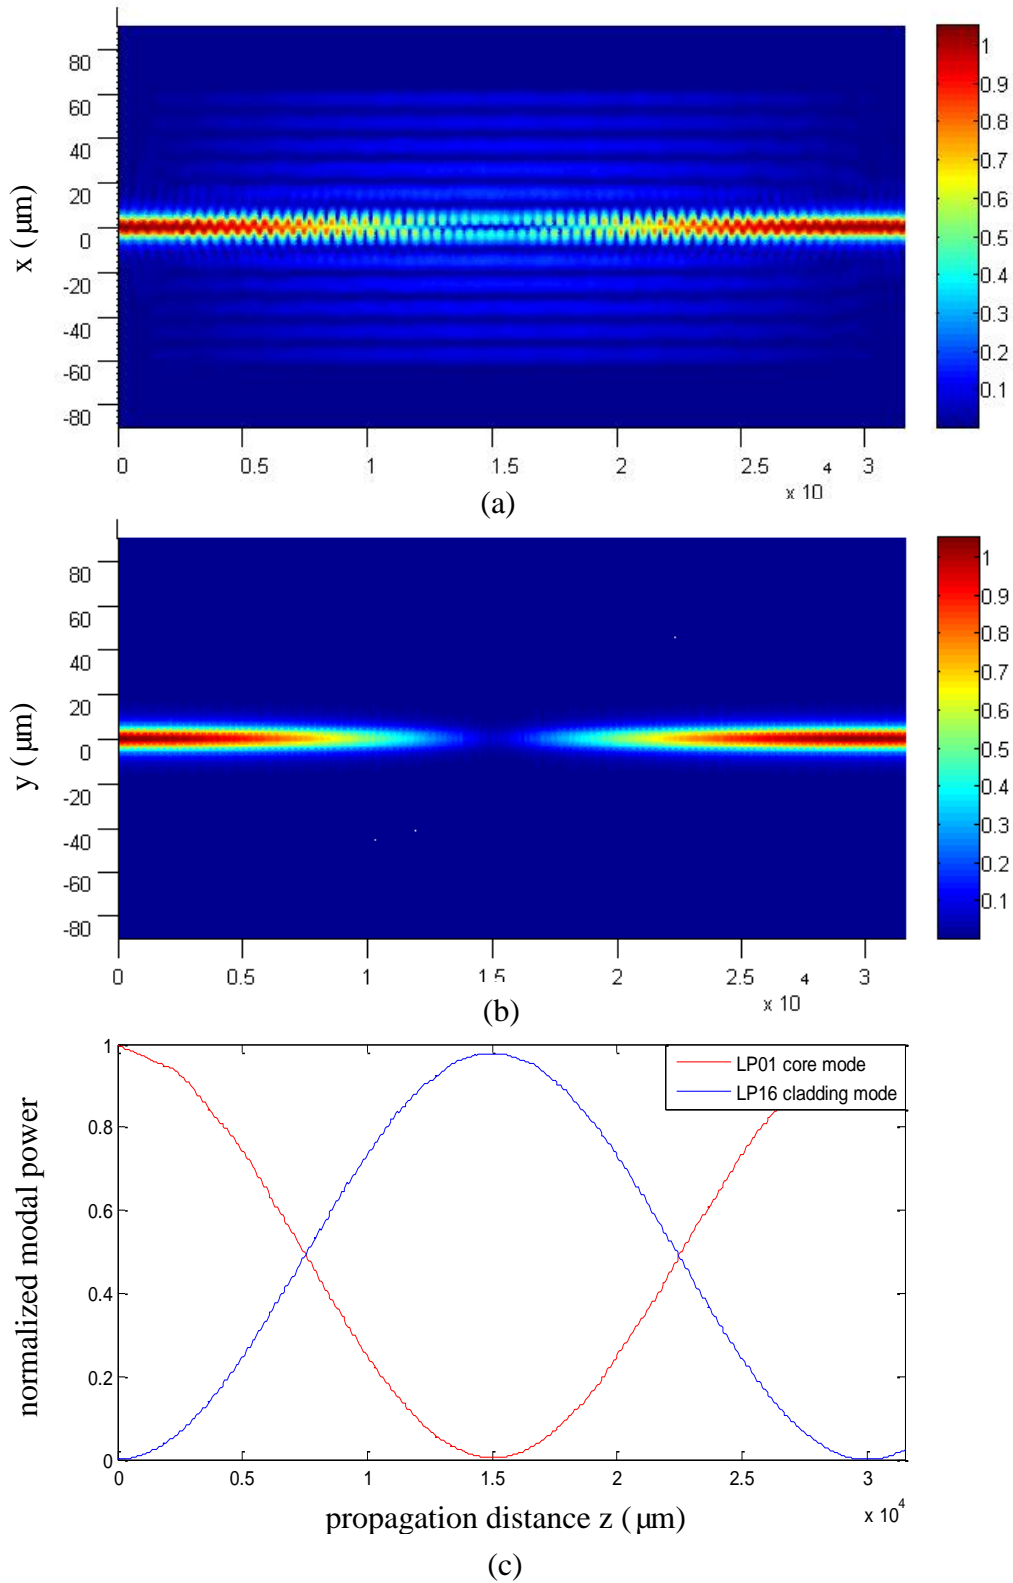 80
60
40
20
0
-20
-40
-60
-80
x (µm)
0 0.5 1 1.5 2 2.5 3
x 10 4
1
0.9
0.8
0.7
0.6
0.5
0.4
0.3
0.2
0.1
(a)
80
60
40
20
0
-20
-40
-60
-80
y (µm)
0 0.5 1 1.5 2 2.5 3
x 10 4
1
0.9
0.8
0.7
0.6
0.5
0.4
0.3
0.2
0.1
(b)
1
0.8
0.6
0.4
0.2
0
normalized modal power
LP01 core mode
LP16 cladding mode
0 0.5 1 1.5 2 2.5 3
x 10 4
propagation distance z (µm)
(c)